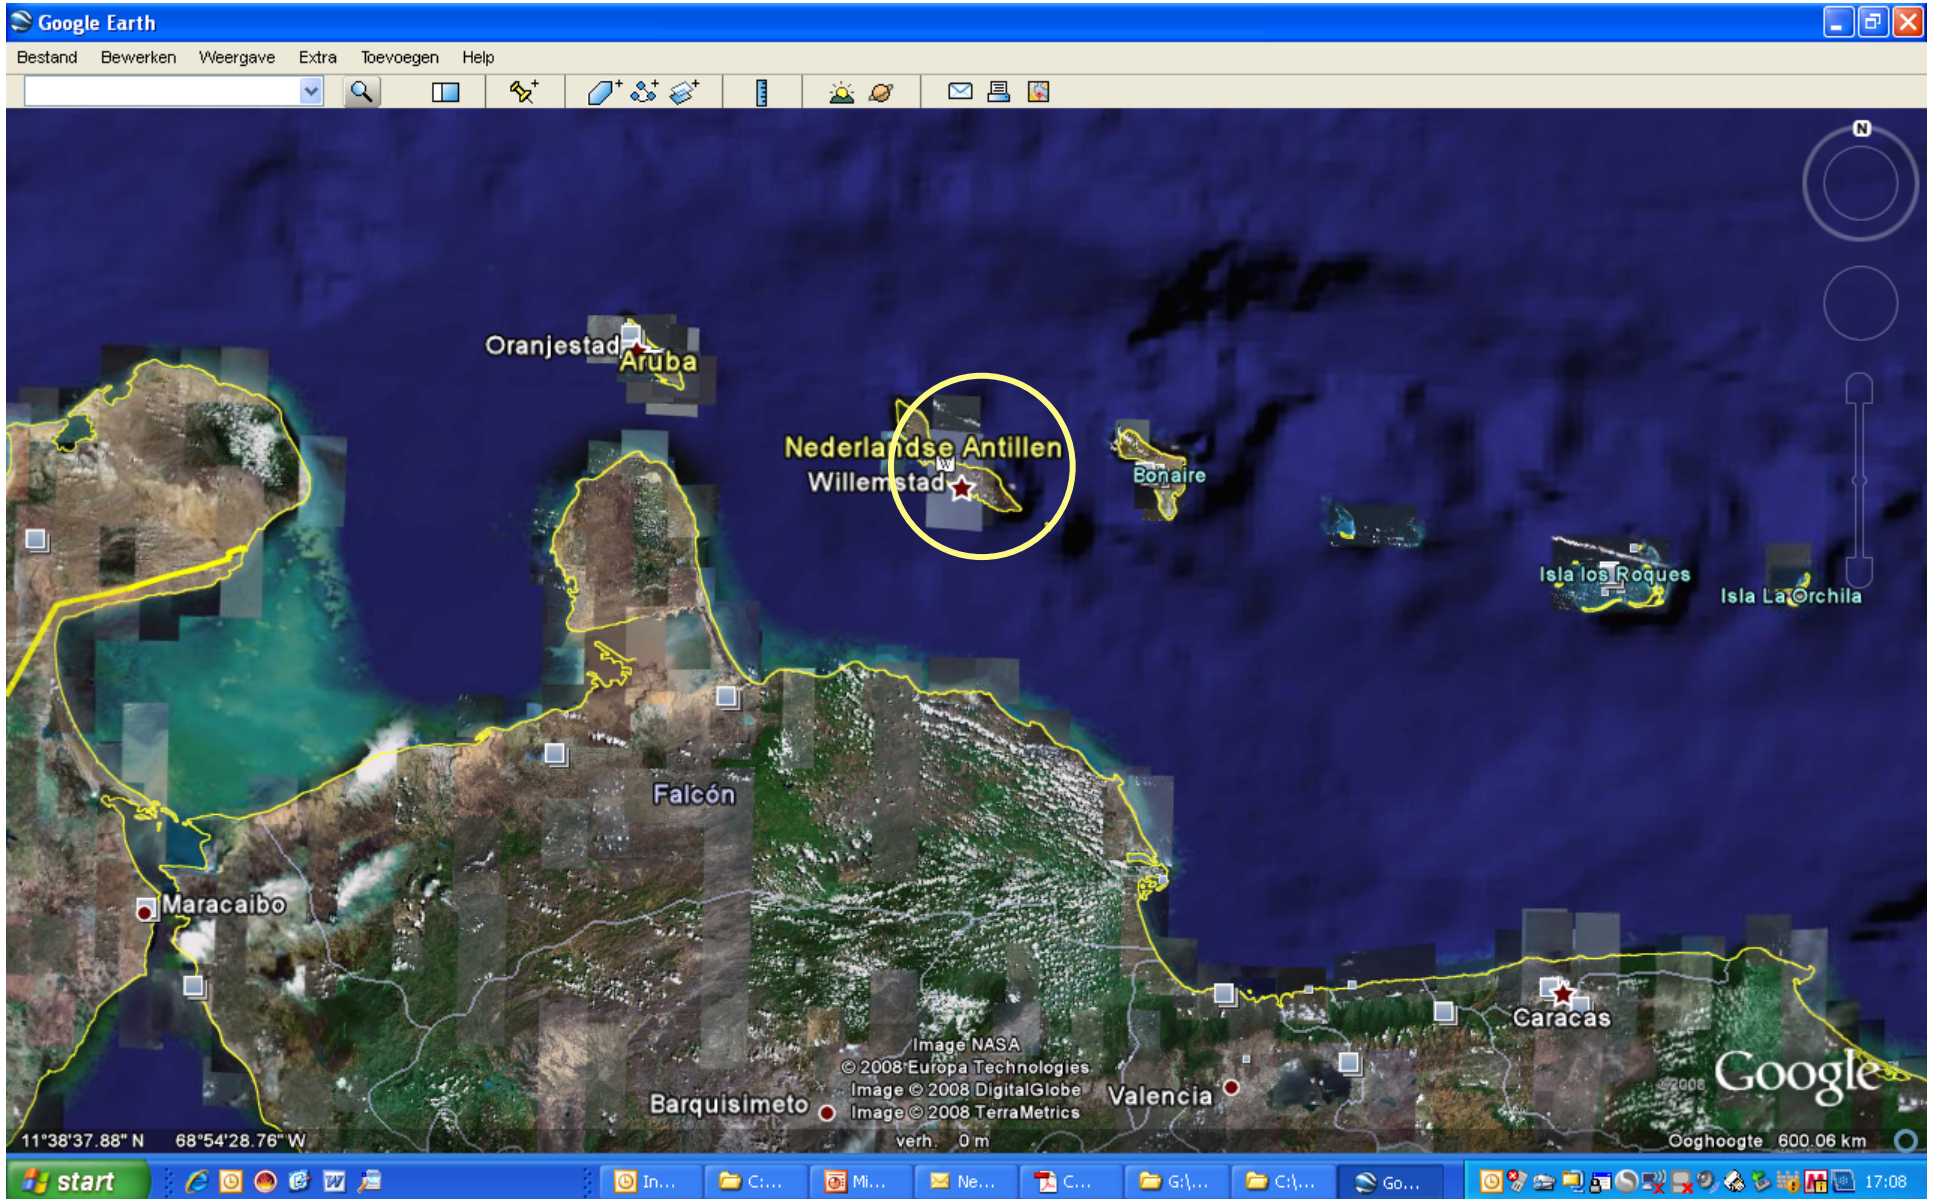 Google Earth
Bestand Bewerken Weergave Extra Toevoegen Help
N
Oranjestad
Aruba
Nederlandse Antillen
W
Willemstad
Bonaire
Isla los Roques
Isla La Orchila
Falcón
Maracaibo
Caracas
Image NASA
© 2008 Europa Technologies
Image © 2008 DigitalGlobe
Image © 2008 TerraMetrics
Barquisimeto
Valencia
©2008 Google
11°38'37.88" N 68°54'28.76" W
verh. 0 m
Ooghoogte 600.06 km
start
In... C:... Mi... Ne... C... G:\... C:\... Go... 17:08